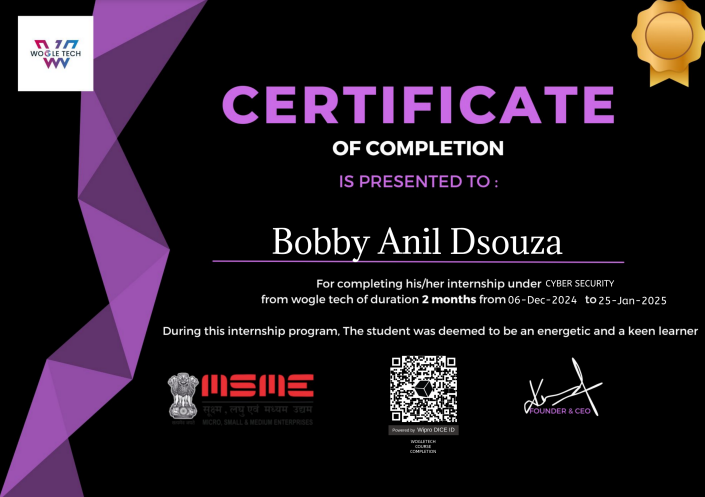 WOGLE TECH
CERTIFICATE
OF COMPLETION
IS PRESENTED TO :
Bobby Anil Dsouza
For completing his/her internship under CYBER SECURITY
from wogle tech of duration 2 months from 06-Dec-2024 to 25-Jan-2025
During this internship program, The student was deemed to be an energetic and a keen learner
MSME
सूक्ष्म, लघु एवं मध्यम उद्यम
MICRO, SMALL & MEDIUM ENTERPRISES
Powered by Wipro DICE ID
WOGLETECH
COURSE
COMPLETION
FOUNDER & CEO